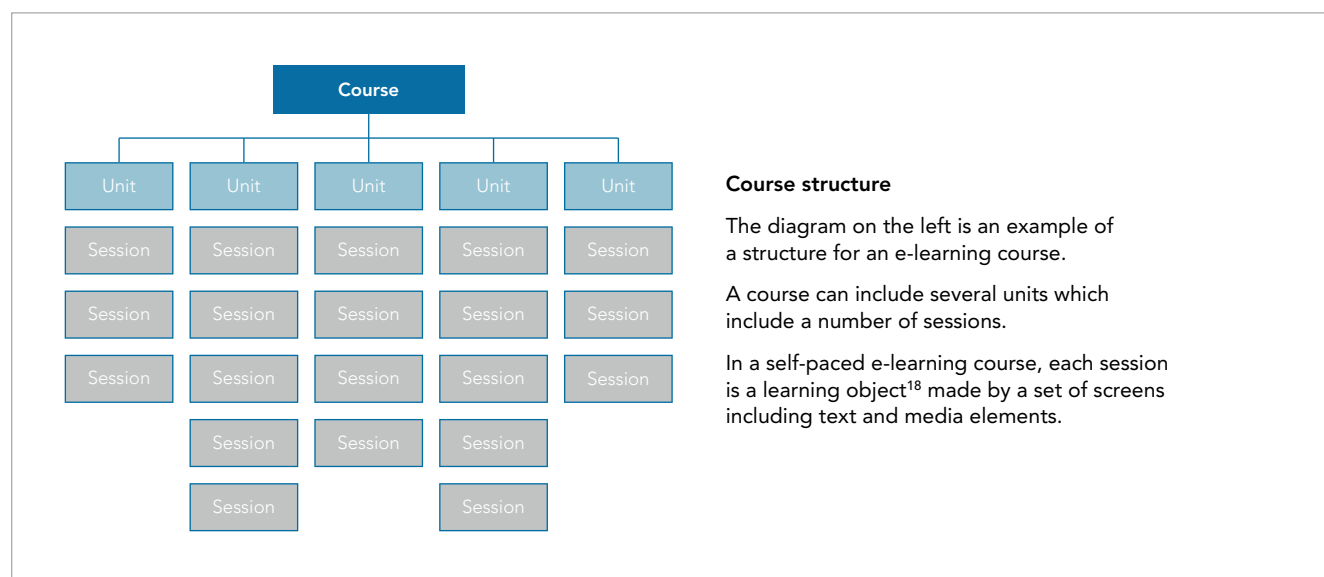 Course
Unit Unit Unit Unit Unit
Session Session Session Session Session
Session Session Session Session Session
Session Session Session Session Session
Session Session Session
Session Session
Course structure
The diagram on the left is an example of
a structure for an e-learning course.
A course can include several units which
include a number of sessions.
In a self-paced e-learning course, each session
is a learning object¹⁸ made by a set of screens
including text and media elements.